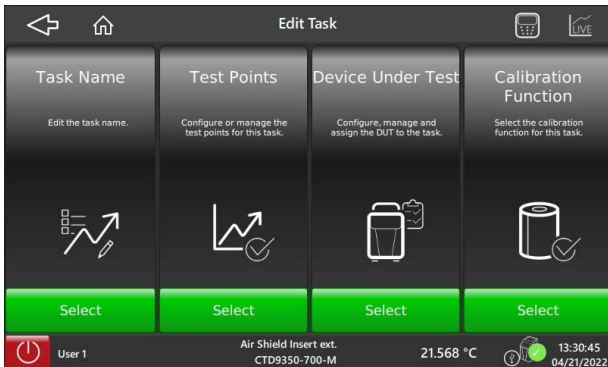 Edit Task
LIVE
Task Name
Edit the task name.
Select
Test Points
Configure or manage the
test points for this task.
Select
Device Under Test
Configure, manage and
assign the DUT to the task.
Select
Calibration
Function
Select the calibration
function for this task.
Select
User 1
Air Shield Insert ext.
CTD9350-700-M
21.568 °C
13:30:45
04/21/2022